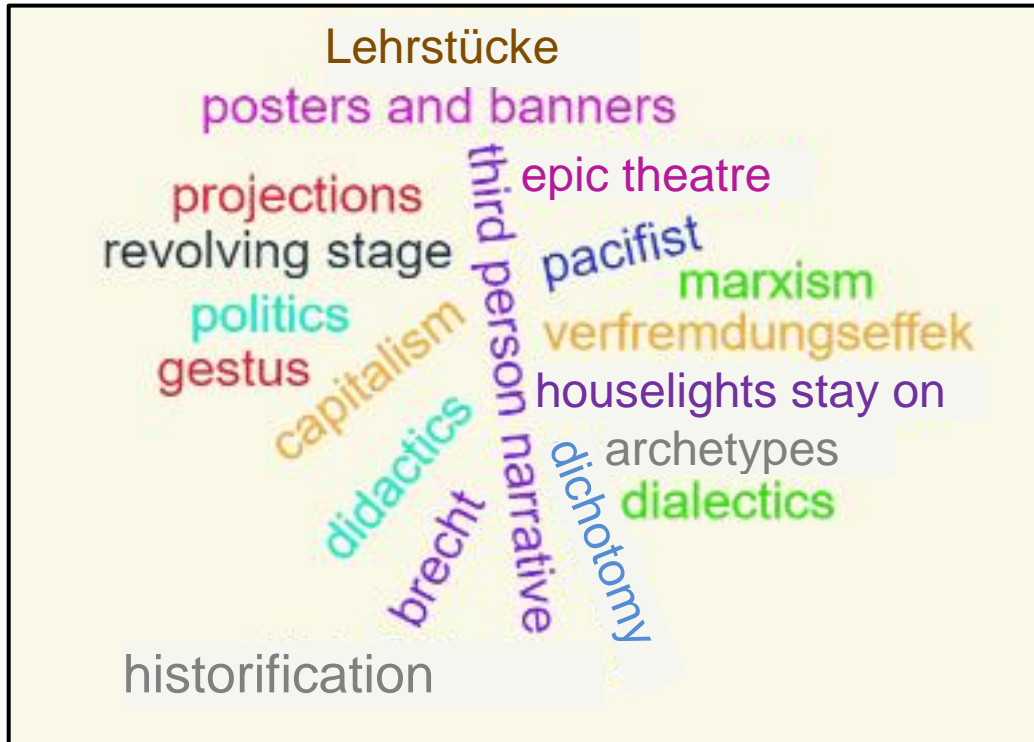 Lehrstücke
posters and banners
third person narrative
epic theatre
projections
pacifist
revolving stage
marxism
politics
verfremdungseffek
capitalism
gestus
houselights stay on
didactics
archetypes
dichotomy
dialectics
brecht
historification